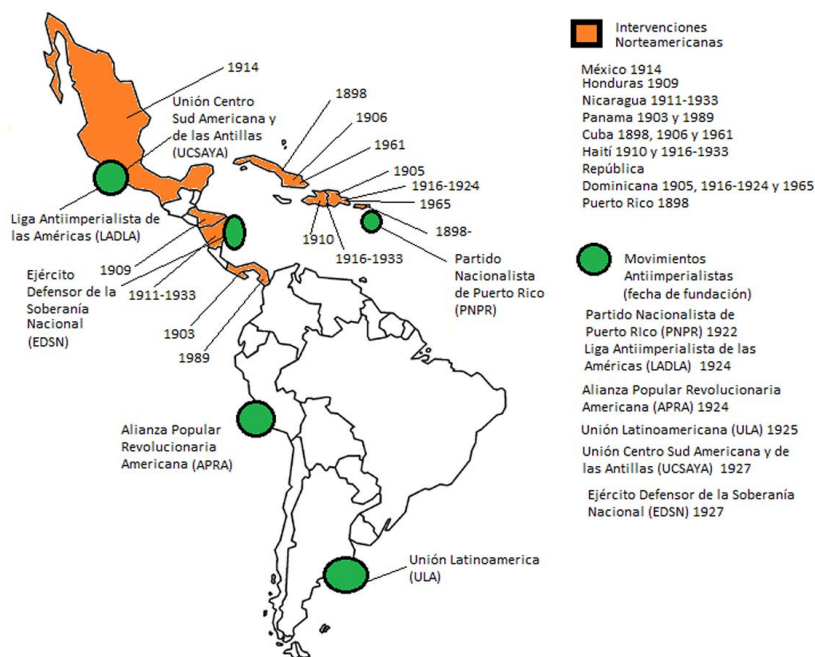 1914
Unión Centro
Sud Americana y
de las Antillas
(UCSAYA)
1898
1906
1961
1905
1916-1924
1965
1898-
1910
1916-1933
Liga Antiimperialista de
las Américas (LADLA)
Partido
Nacionalista
de Puerto Rico
(PNPR)
1909
Ejército
Defensor de la
Soberanía
Nacional
(EDSN)
1911-1933
1903
1989
Alianza Popular
Revolucionaria
Americana (APRA)
Unión Latinoamerica
(ULA)
Intervenciones
Norteamericanas
México 1914
Honduras 1909
Nicaragua 1911-1933
Panama 1903 y 1989
Cuba 1898, 1906 y 1961
Haití 1910 y 1916-1933
República
Dominicana 1905, 1916-1924 y 1965
Puerto Rico 1898
Movimientos
Antiimperialistas
(fecha de fundación)
Partido Nacionalista de
Puerto RIco (PNPR) 1922
Liga Antiimperialista de las
Américas (LADLA) 1924
Alianza Popular Revolucionaria
Americana (APRA) 1924
Unión Latinoamericana (ULA) 1925
Unión Centro Sud Americana y de
las Antillas (UCSAYA) 1927
Ejército Defensor de la Soberanía
Nacional (EDSN) 1927